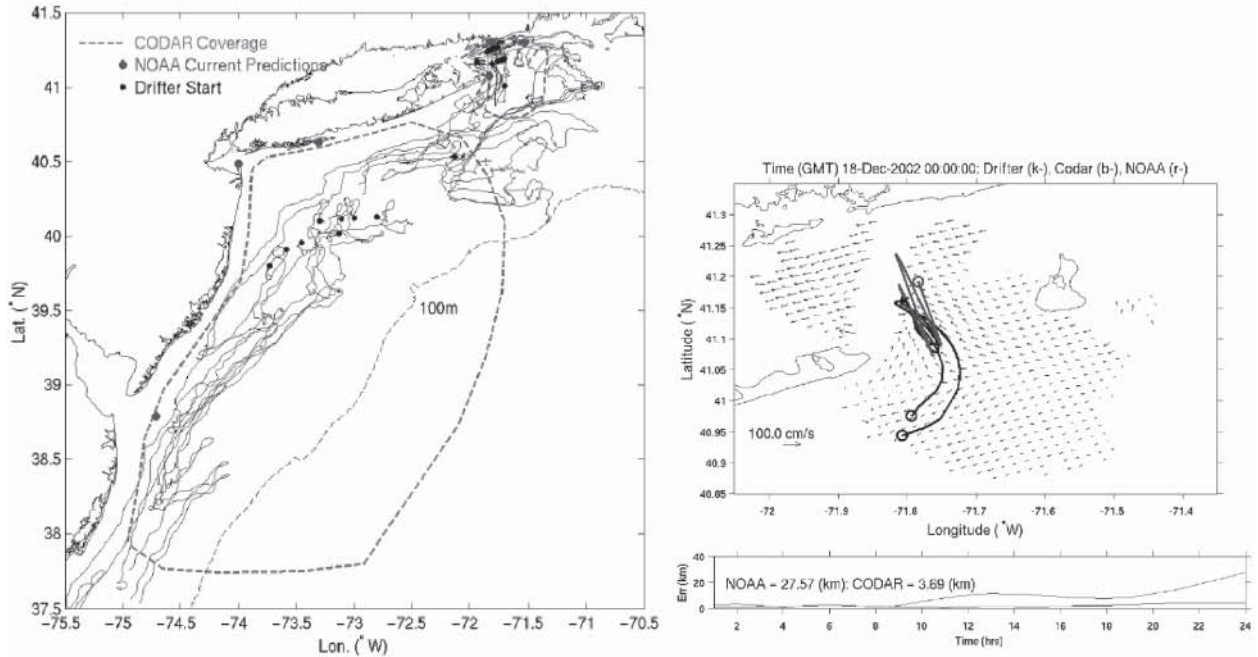 41.5
41
40.5
40
39.5
39
38.5
38
37.5
Lat. (°N)
CODAR Coverage
NOAA Current Predictions
Drifter Start
100m
−75.5 −75 −74.5 −74 −73.5 −73 −72.5 −72 −71.5 −71 −70.5
Lon. (°W)
Time (GMT) 18-Dec-2002 00:00:00: Drifter (k-), Codar (b-), NOAA (r-)
41.3
41.25
41.2
41.15
41.1
41.05
41
40.95
40.9
40.85
Latitude (°N)
100.0 cm/s
-72 -71.9 -71.8 -71.7 -71.6 -71.5 -71.4
Longitude (°W)
40
20
0
Err (km)
NOAA = 27.57 (km): CODAR = 3.69 (km)
2 4 6 8 10 12 14 16 18 20 22 24
Time (hrs)